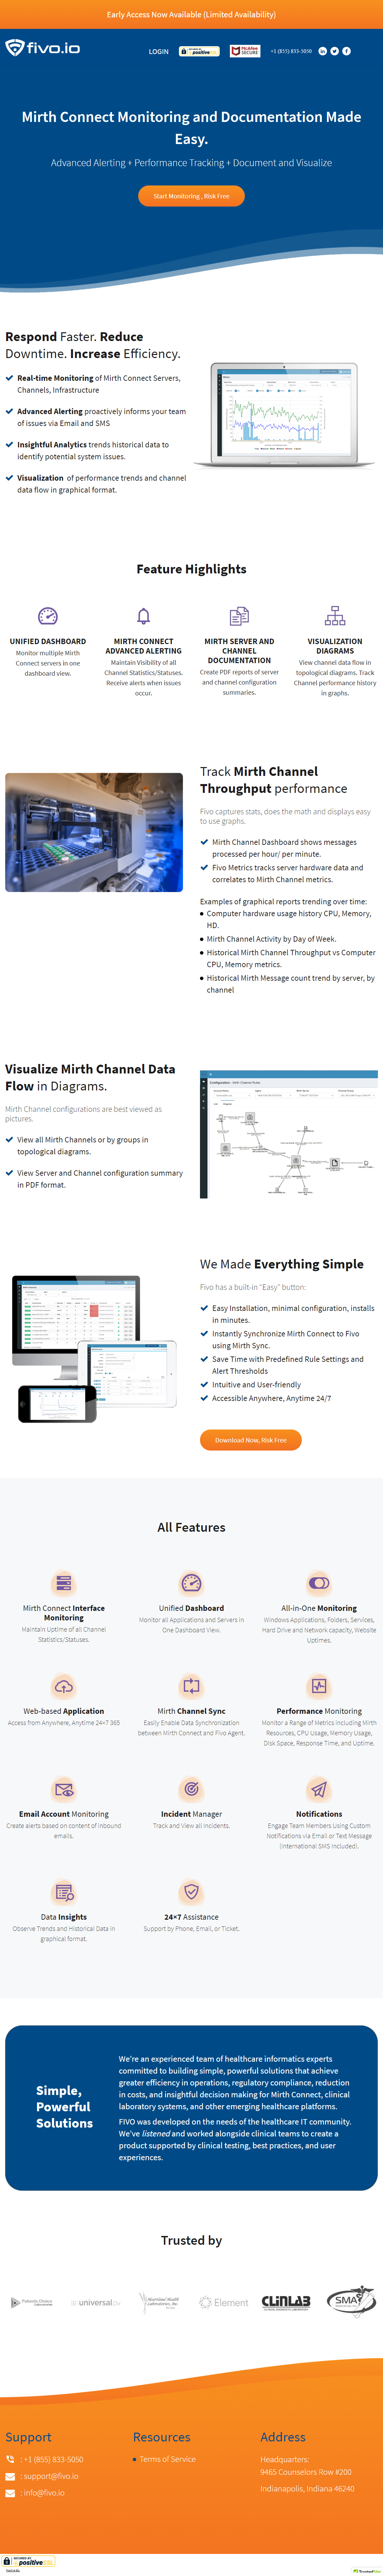 Early Access Now Available (Limited Availability)
fivo.io
LOGIN
positiveSSL
McAfee
SECURE
+1 (855) 833-5050
Mirth Connect Monitoring and Documentation Made
Easy.
Advanced Alerting + Performance Tracking + Document and Visualize
Start Monitoring , Risk Free
Respond Faster. Reduce
Downtime. Increase Efficiency.
Real-time Monitoring of Mirth Connect Servers,
Channels, Infrastructure
Advanced Alerting proactively informs your team
of issues via Email and SMS
Insightful Analytics trends historical data to
identify potential system issues.
Visualization of performance trends and channel
data flow in graphical format.
Feature Highlights
UNIFIED DASHBOARD
Monitor multiple Mirth
Connect servers in one
dashboard view.
MIRTH CONNECT
ADVANCED ALERTING
Maintain Visibility of all
Channel Statistics/Statuses.
Receive alerts when issues
occur.
MIRTH SERVER AND
CHANNEL
DOCUMENTATION
Create PDF reports of server
and channel configuration
summaries.
VISUALIZATION
DIAGRAMS
View channel data flow in
topological diagrams. Track
Channel performance history
in graphs.
Track Mirth Channel
Throughput performance
Fivo captures stats, does the math and displays easy
to use graphs.
Mirth Channel Dashboard shows messages
processed per hour/ per minute.
Fivo Metrics tracks server hardware data and
correlates to Mirth Channel metrics.
Examples of graphical reports trending over time:
Computer hardware usage history CPU, Memory,
HD.
Mirth Channel Activity by Day of Week.
Historical Mirth Channel Throughput vs Computer
CPU, Memory metrics.
Historical Mirth Message count trend by server, by
channel
Visualize Mirth Channel Data
Flow in Diagrams.
Mirth Channel configurations are best viewed as
pictures.
View all Mirth Channels or by groups in
topological diagrams.
View Server and Channel configuration summary
in PDF format.
We Made Everything Simple
Fivo has a built-in “Easy” button:
Easy Installation, minimal configuration, installs
in minutes.
Instantly Synchronize Mirth Connect to Fivo
using Mirth Sync.
Save Time with Predefined Rule Settings and
Alert Thresholds
Intuitive and User-friendly
Accessible Anywhere, Anytime 24/7
Download Now, Risk Free
All Features
Mirth Connect Interface
Monitoring
Maintain Uptime of all Channel
Statistics/Statuses.
Unified Dashboard
Monitor all Applications and Servers in
One Dashboard View.
All-in-One Monitoring
Windows Applications, Folders, Services,
Hard Drive and Network capacity, Website
Uptimes.
Web-based Application
Access from Anywhere, Anytime 24×7 365
Mirth Channel Sync
Easily Enable Data Synchronization
between Mirth Connect and Fivo Agent.
Performance Monitoring
Monitor a Range of Metrics including Mirth
Resources, CPU Usage, Memory Usage,
Disk Space, Response Time, and Uptime.
Email Account Monitoring
Create alerts based on content of inbound
emails.
Incident Manager
Track and View all Incidents.
Notifications
Engage Team Members Using Custom
Notifications via Email or Text Message
(International SMS Included).
Data Insights
Observe Trends and Historical Data in
graphical format.
24×7 Assistance
Support by Phone, Email, or Ticket.
Simple,
Powerful
Solutions
We’re an experienced team of healthcare informatics experts
committed to building simple, powerful solutions that achieve
greater efficiency in operations, regulatory compliance, reduction
in costs, and insightful decision making for Mirth Connect, clinical
laboratory systems, and other emerging healthcare platforms.
FIVO was developed on the needs of the healthcare IT community.
We’ve listened and worked alongside clinical teams to create a
product supported by clinical testing, best practices, and user
experiences.
Trusted by
Element
CLINLAB
SMA
Support
: +1 (855) 833-5050
: support@fivo.io
: info@fivo.io
Resources
Terms of Service
Address
Headquarters:
9465 Counselors Row #200
Indianapolis, Indiana 46240
positiveSSL